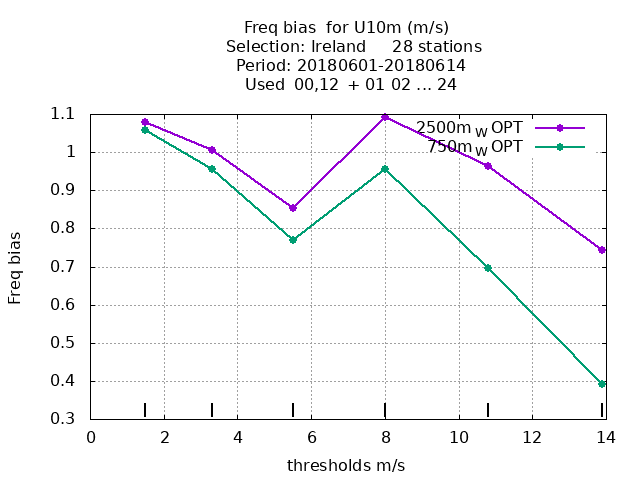 Freq bias  for U10m (m/s)
Selection: Ireland     28 stations
Period: 20180601-20180614
Used  00,12  + 01 02 ... 24
Freq bias
1.1
1
0.9
0.8
0.7
0.6
0.5
0.4
0.3
2500m W OPT
750m W OPT
0 2 4 6 8 10 12 14
thresholds m/s